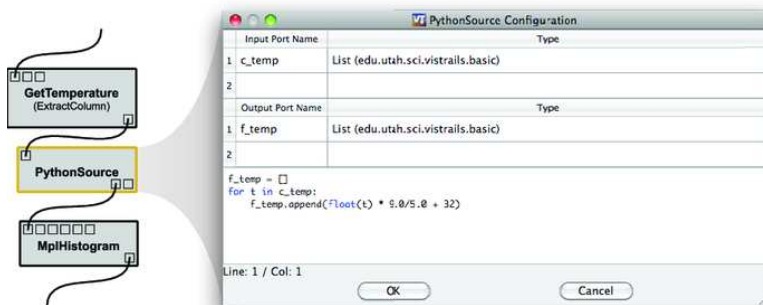 GetTemperature
(ExtractColumn)
PythonSource
MplHistogram
PythonSource Configuration
Input Port Name Type
1 c_temp List (edu.utah.sci.vistrails.basic)
2
Output Port Name Type
1 f_temp List (edu.utah.sci.vistrails.basic)
2
f_temp = []
for t in c_temp:
f_temp.append(float(t) * 9.0/5.0 + 32)
Line: 1 / Col: 1
OK Cancel